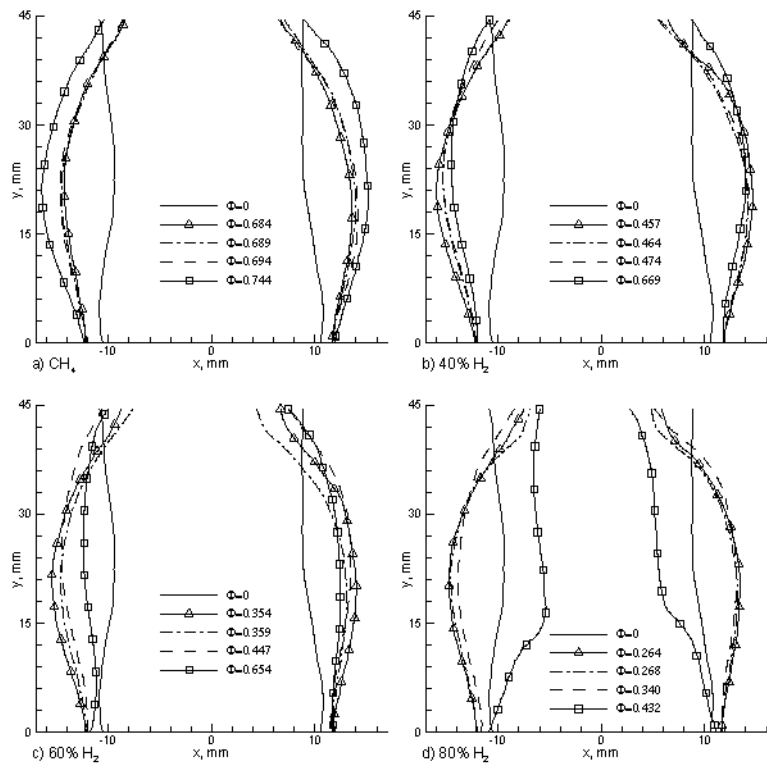 45
30
15
0
y, mm
-10
0
10
x, mm
Φ=0
Φ=0.684
Φ=0.689
Φ=0.694
Φ=0.744
a) CH₄
45
30
15
0
y, mm
-10
0
10
x, mm
Φ=0
Φ=0.457
Φ=0.464
Φ=0.474
Φ=0.669
b) 40% H₂
45
30
15
0
y, mm
-10
0
10
x, mm
Φ=0
Φ=0.354
Φ=0.359
Φ=0.447
Φ=0.654
c) 60% H₂
45
30
15
0
y, mm
-10
0
10
x, mm
Φ=0
Φ=0.264
Φ=0.268
Φ=0.340
Φ=0.432
d) 80% H₂